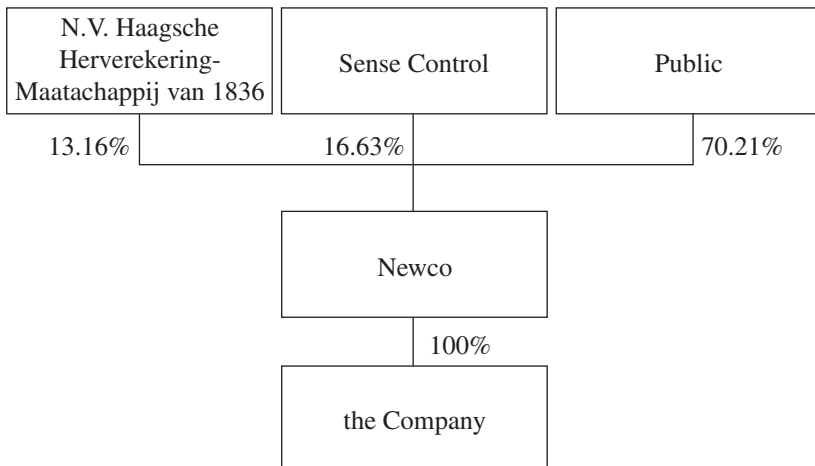 N.V. Haagsche
Herverekering-
Maatachappij van 1836
Sense Control
Public
13.16%
16.63%
70.21%
Newco
100%
the Company